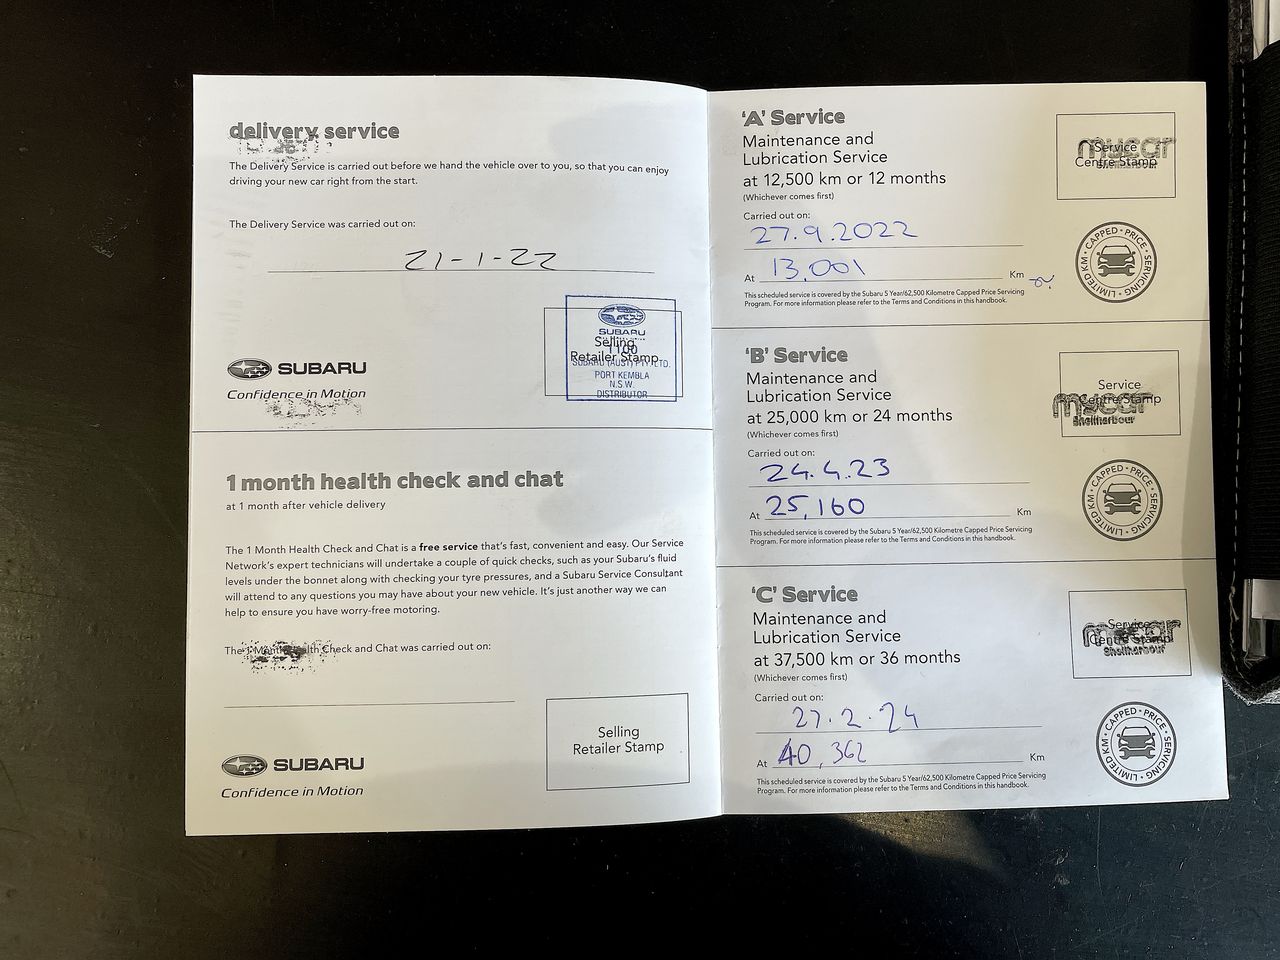 delivery service
The Delivery Service is carried out before we hand the vehicle over to you, so that you can enjoy
driving your new car right from the start.
The Delivery Service was carried out on:
21-1-22
SUBARU
Selling
Retailer Stamp
SUBARU (AUST) PTY. LTD.
PORT KEMBLA
N.S.W.
DISTRIBUTOR
SUBARU
Confidence in Motion
1 month health check and chat
at 1 month after vehicle delivery
The 1 Month Health Check and Chat is a free service that's fast, convenient and easy. Our Service
Network's expert technicians will undertake a couple of quick checks, such as your Subaru's fluid
levels under the bonnet along with checking your tyre pressures, and a Subaru Service Consultant
will attend to any questions you may have about your new vehicle. It's just another way we can
help to ensure you have worry-free motoring.
The 1 Month Health Check and Chat was carried out on:
Selling
Retailer Stamp
SUBARU
Confidence in Motion
'A' Service
Maintenance and
Lubrication Service
at 12,500 km or 12 months
(Whichever comes first)
mycar
Service
Centre Stamp
Shellharbour
Carried out on:
27.9.2022
At 13,001 Km
This scheduled service is covered by the Subaru 5 Year/62,500 Kilometre Capped Price Servicing
Program. For more information please refer to the Terms and Conditions in this handbook.
CAPPED • PRICE • SERVICING • LIMITED KM •
'B' Service
Maintenance and
Lubrication Service
at 25,000 km or 24 months
(Whichever comes first)
Service
Centre Stamp
mycar
Shellharbour
Carried out on:
24.4.23
At 25,160 Km
This scheduled service is covered by the Subaru 5 Year/62,500 Kilometre Capped Price Servicing
Program. For more information please refer to the Terms and Conditions in this handbook.
CAPPED • PRICE • SERVICING • LIMITED KM •
'C' Service
Maintenance and
Lubrication Service
at 37,500 km or 36 months
(Whichever comes first)
Service
Centre Stamp
mycar
Shellharbour
Carried out on:
27.2.24
At 40,362 Km
This scheduled service is covered by the Subaru 5 Year/62,500 Kilometre Capped Price Servicing
Program. For more information please refer to the Terms and Conditions in this handbook.
CAPPED • PRICE • SERVICING • LIMITED KM •